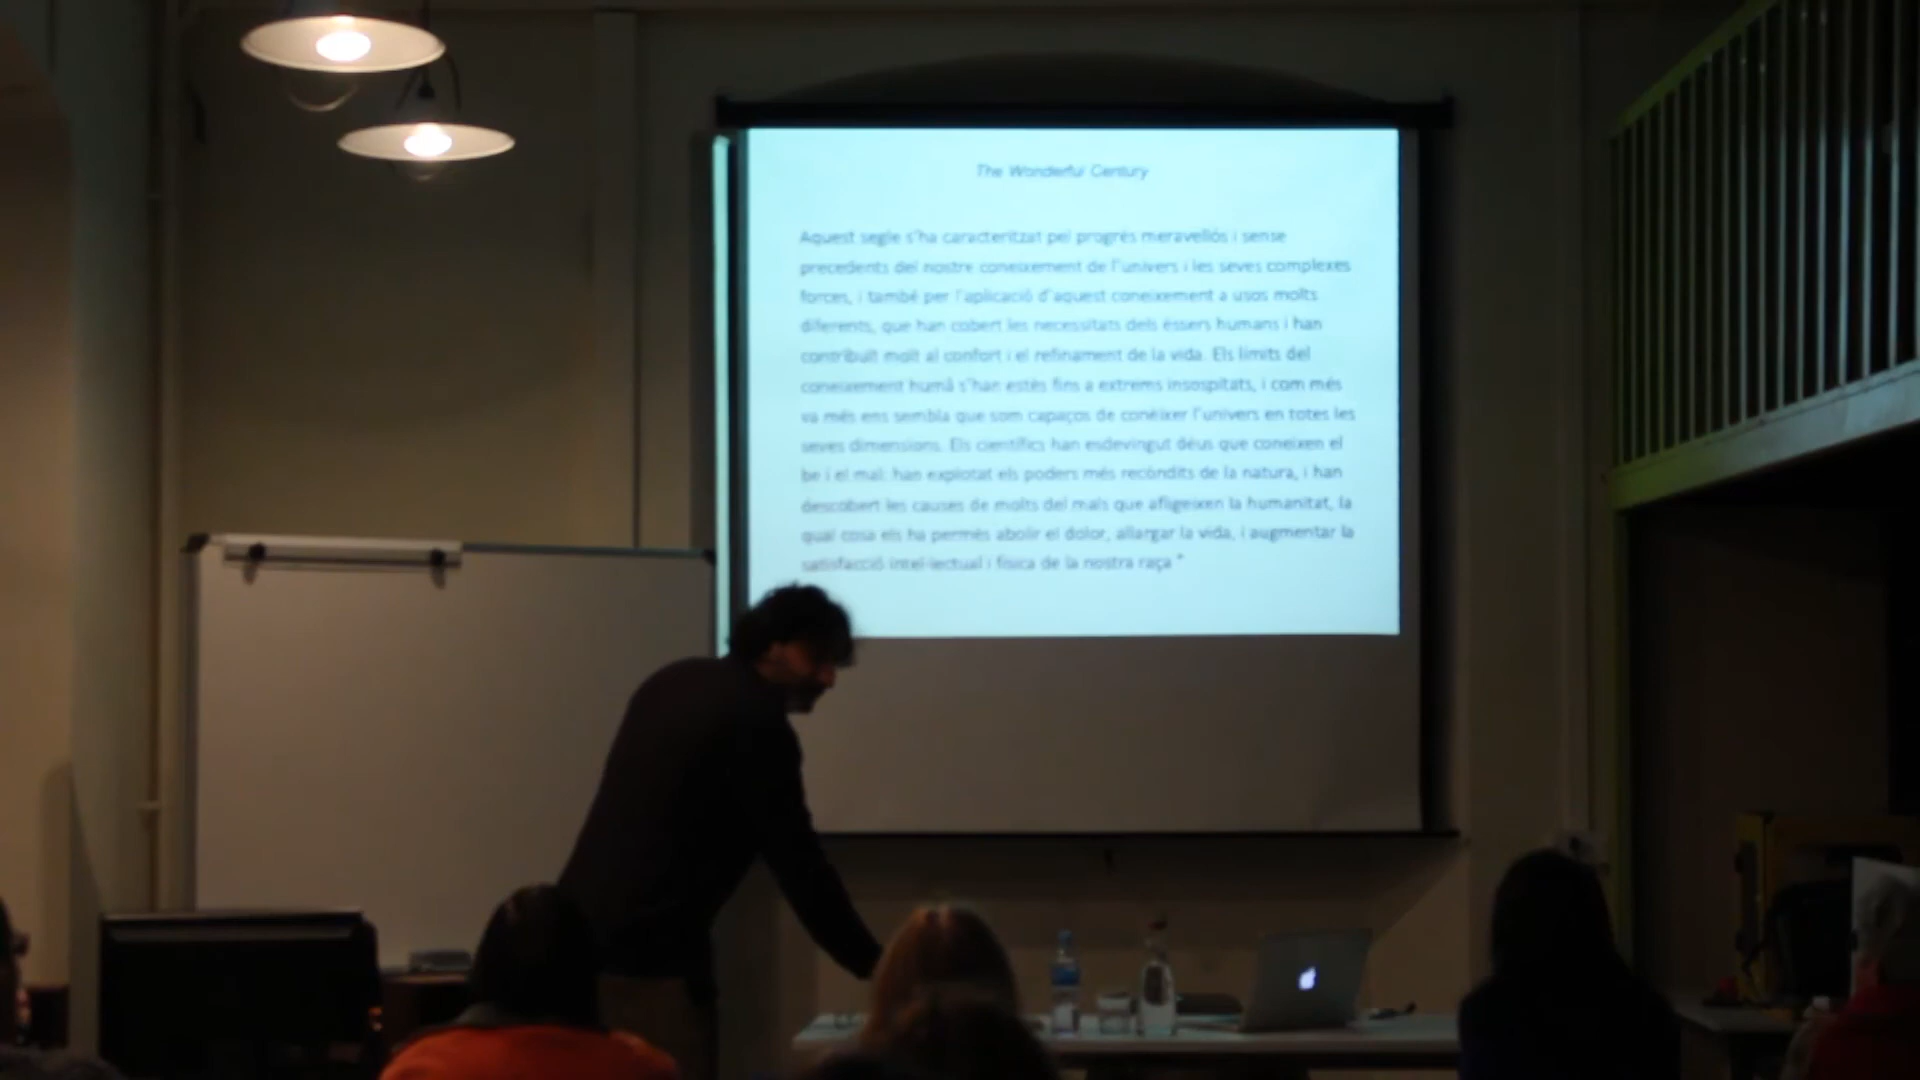 The Wonderful Century
Aquest segle s'ha caracteritzat pel progrés meravellós i sense
precedents del nostre coneixement de l'univers i les seves complexes
forces, i també per l'aplicació d'aquest coneixement a usos molts
diferents, que han cobert les necessitats dels éssers humans i han
contribuït molt al confort i el refinament de la vida. Els límits del
coneixement humà s'han estès fins a extrems insospitats, i com més
va més ens sembla que som capaços de conèixer l'univers en totes les
seves dimensions. Els científics han esdevingut déus que coneixen el
be i el mal: han explotat els poders més recòndits de la natura, i han
descobert les causes de molts del mals que afligeixen la humanitat, la
qual cosa els ha permès abolir el dolor, allargar la vida, i augmentar la
satisfacció intel·lectual i física de la nostra raça "